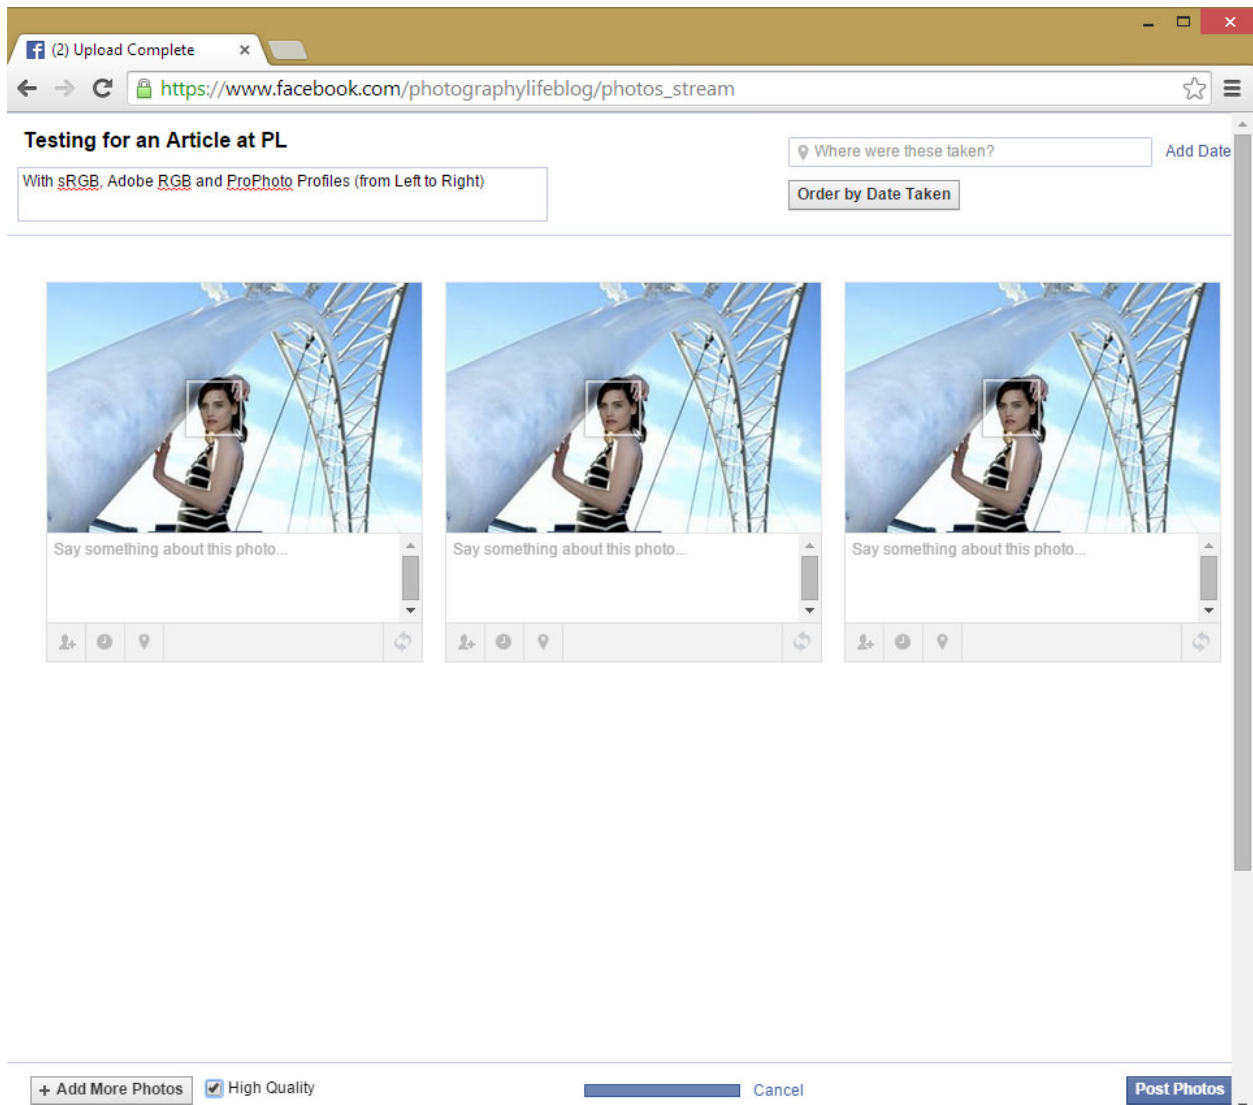 (2) Upload Complete
https://www.facebook.com/photographylifeblog/photos_stream
Testing for an Article at PL
Where were these taken?
Add Date
With sRGB, Adobe RGB and ProPhoto Profiles (from Left to Right)
Order by Date Taken
Say something about this photo...
Say something about this photo...
Say something about this photo...
+ Add More Photos
High Quality
Cancel
Post Photos